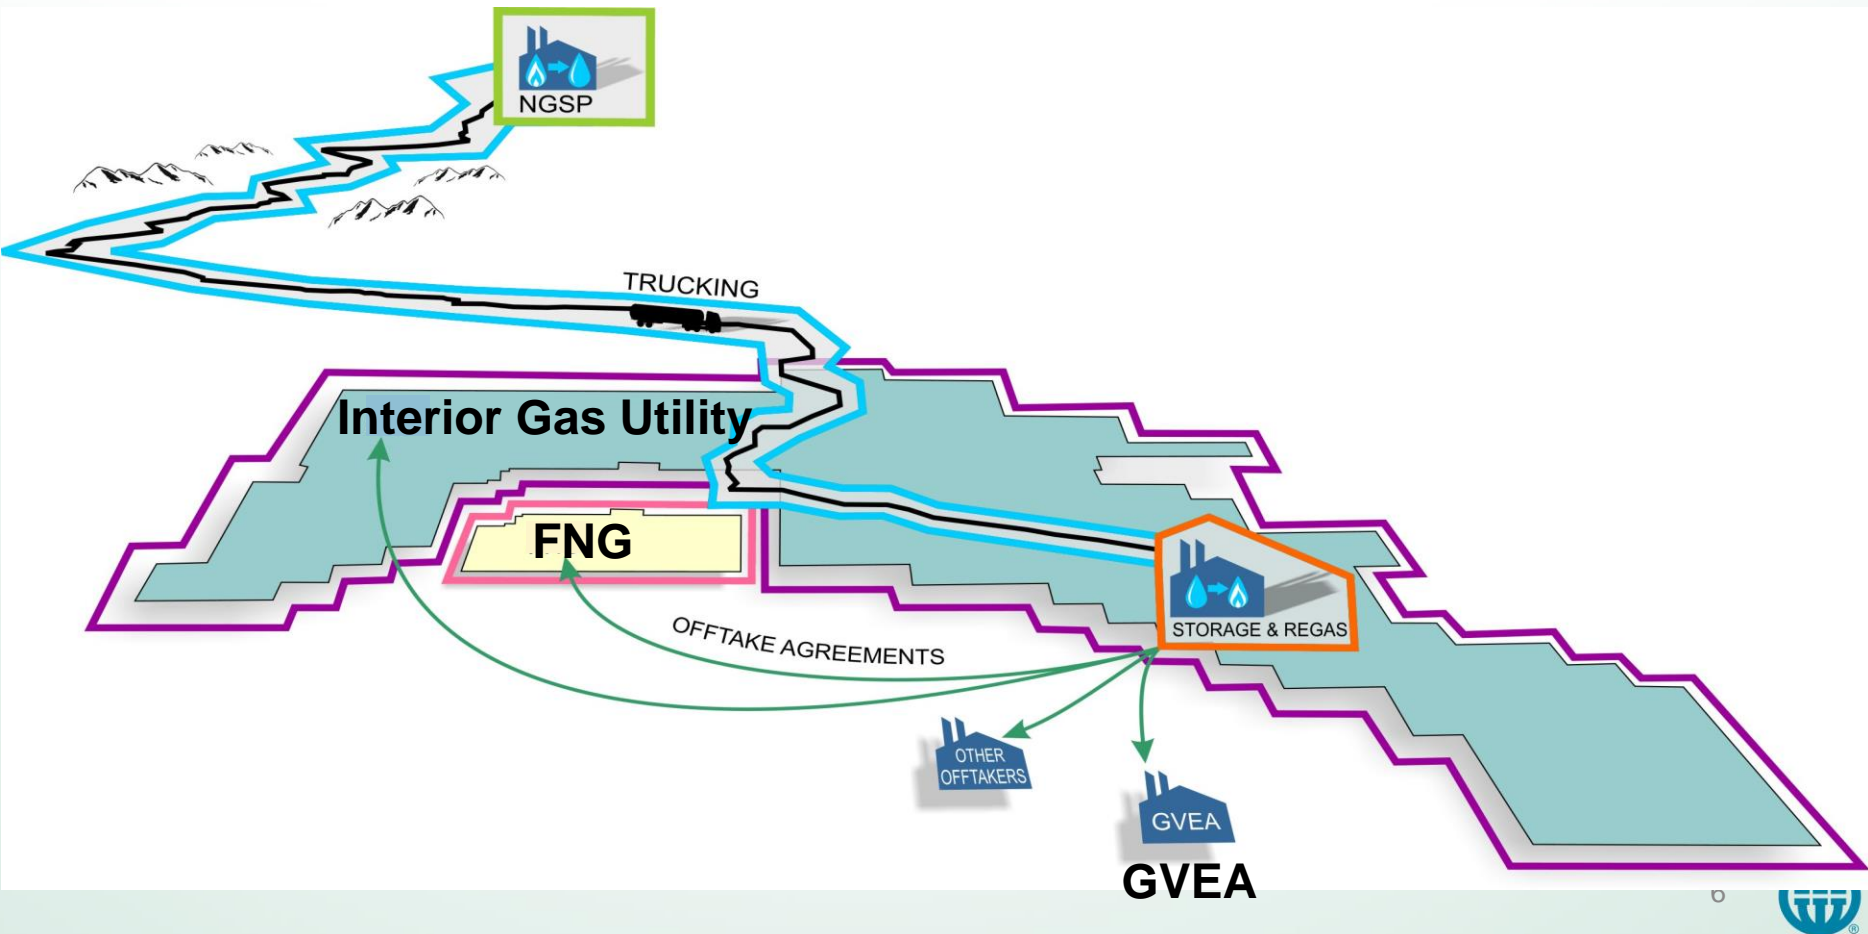 NGSP
TRUCKING
Interior Gas Utility
FNG
OFFTAKE AGREEMENTS
STORAGE & REGAS
OTHER
OFFTAKERS
GVEA
GVEA
6
®